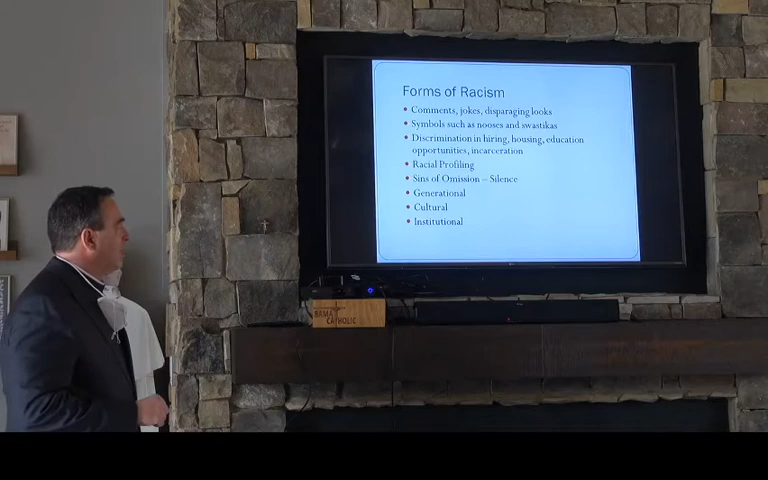 Forms of Racism
• Comments, jokes, disparaging looks
• Symbols such as nooses and swastikas
• Discrimination in hiring, housing, education
opportunities, incarceration
• Racial Profiling
• Sins of Omission – Silence
• Generational
• Cultural
• Institutional
BAMA
CATHOLIC